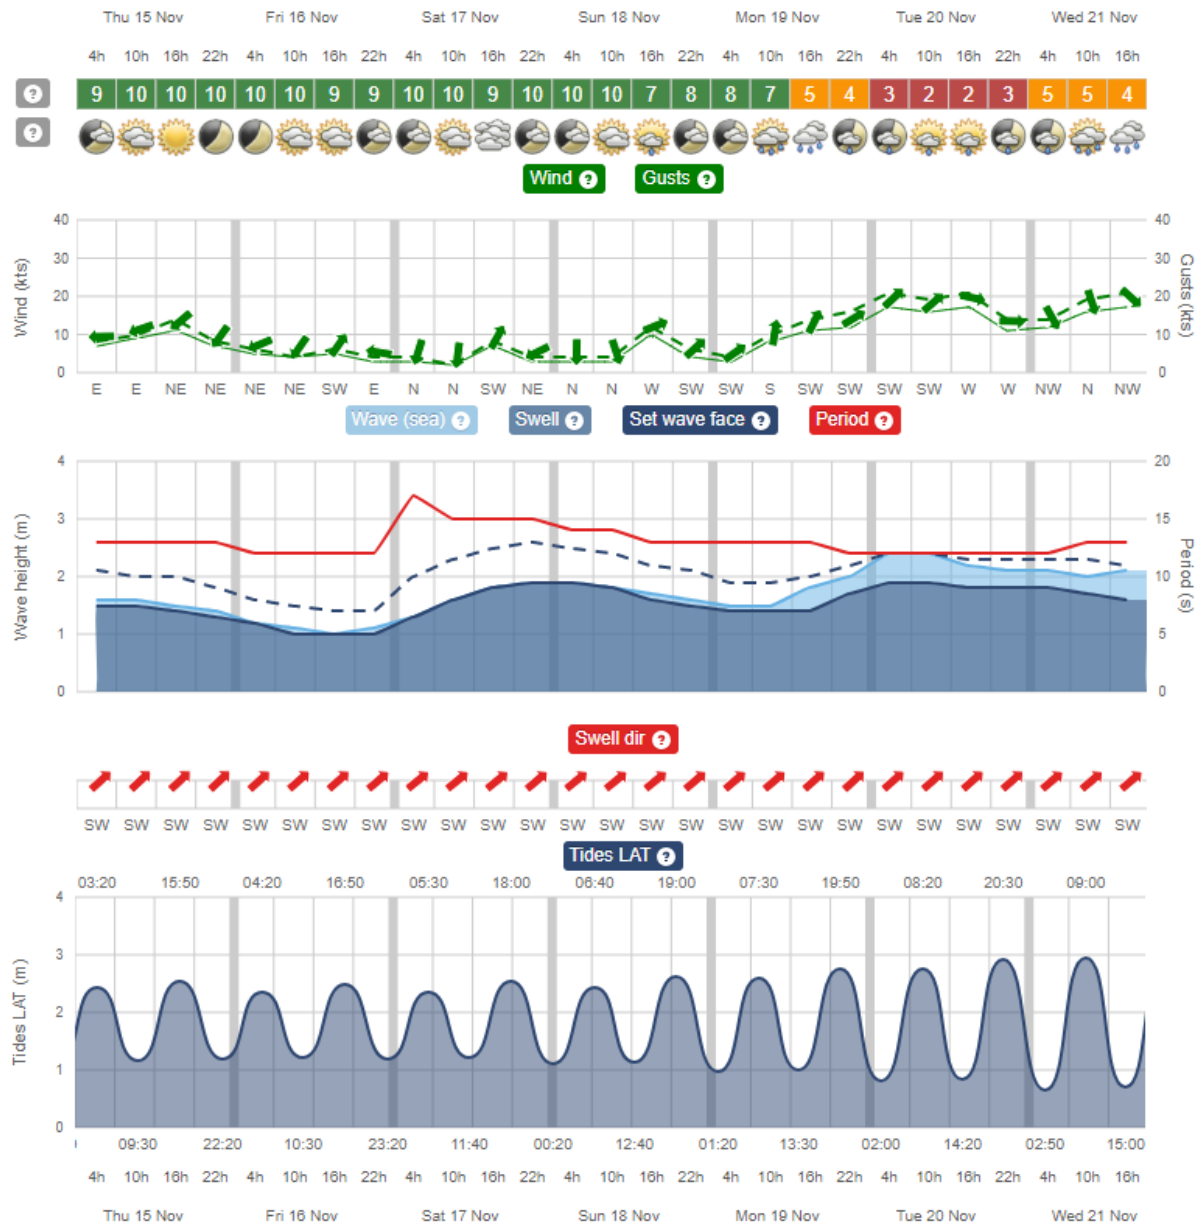 Thu 15 Nov Fri 16 Nov Sat 17 Nov Sun 18 Nov Mon 19 Nov Tue 20 Nov Wed 21 Nov
4h 10h 16h 22h 4h 10h 16h 22h 4h 10h 16h 22h 4h 10h 16h 22h 4h 10h 16h 22h 4h 10h 16h 22h 4h 10h 16h
? 9 10 10 10 10 10 9 9 10 10 9 10 10 10 7 8 8 7 5 4 3 2 2 3 5 5 4
?
Wind ? Gusts ?
40 40
30 30
20 20
10 10
0 0
Wind (kts)
Gusts (kts)
E E NE NE NE NE SW E N N SW NE N N W SW SW S SW SW SW SW W W NW N NW
Wave (sea) ? Swell ? Set wave face ? Period ?
4 20
3 15
2 10
1 5
0 0
Wave height (m)
Period (s)
Swell dir ?
SW SW SW SW SW SW SW SW SW SW SW SW SW SW SW SW SW SW SW SW SW SW SW SW SW SW SW
Tides LAT ?
03:20 15:50 04:20 16:50 05:30 18:00 06:40 19:00 07:30 19:50 08:20 20:30 09:00
4
3
2
1
0
Tides LAT (m)
09:30 22:20 10:30 23:20 11:40 00:20 12:40 01:20 13:30 02:00 14:20 02:50 15:00
4h 10h 16h 22h 4h 10h 16h 22h 4h 10h 16h 22h 4h 10h 16h 22h 4h 10h 16h 22h 4h 10h 16h 22h 4h 10h 16h
Thu 15 Nov Fri 16 Nov Sat 17 Nov Sun 18 Nov Mon 19 Nov Tue 20 Nov Wed 21 Nov